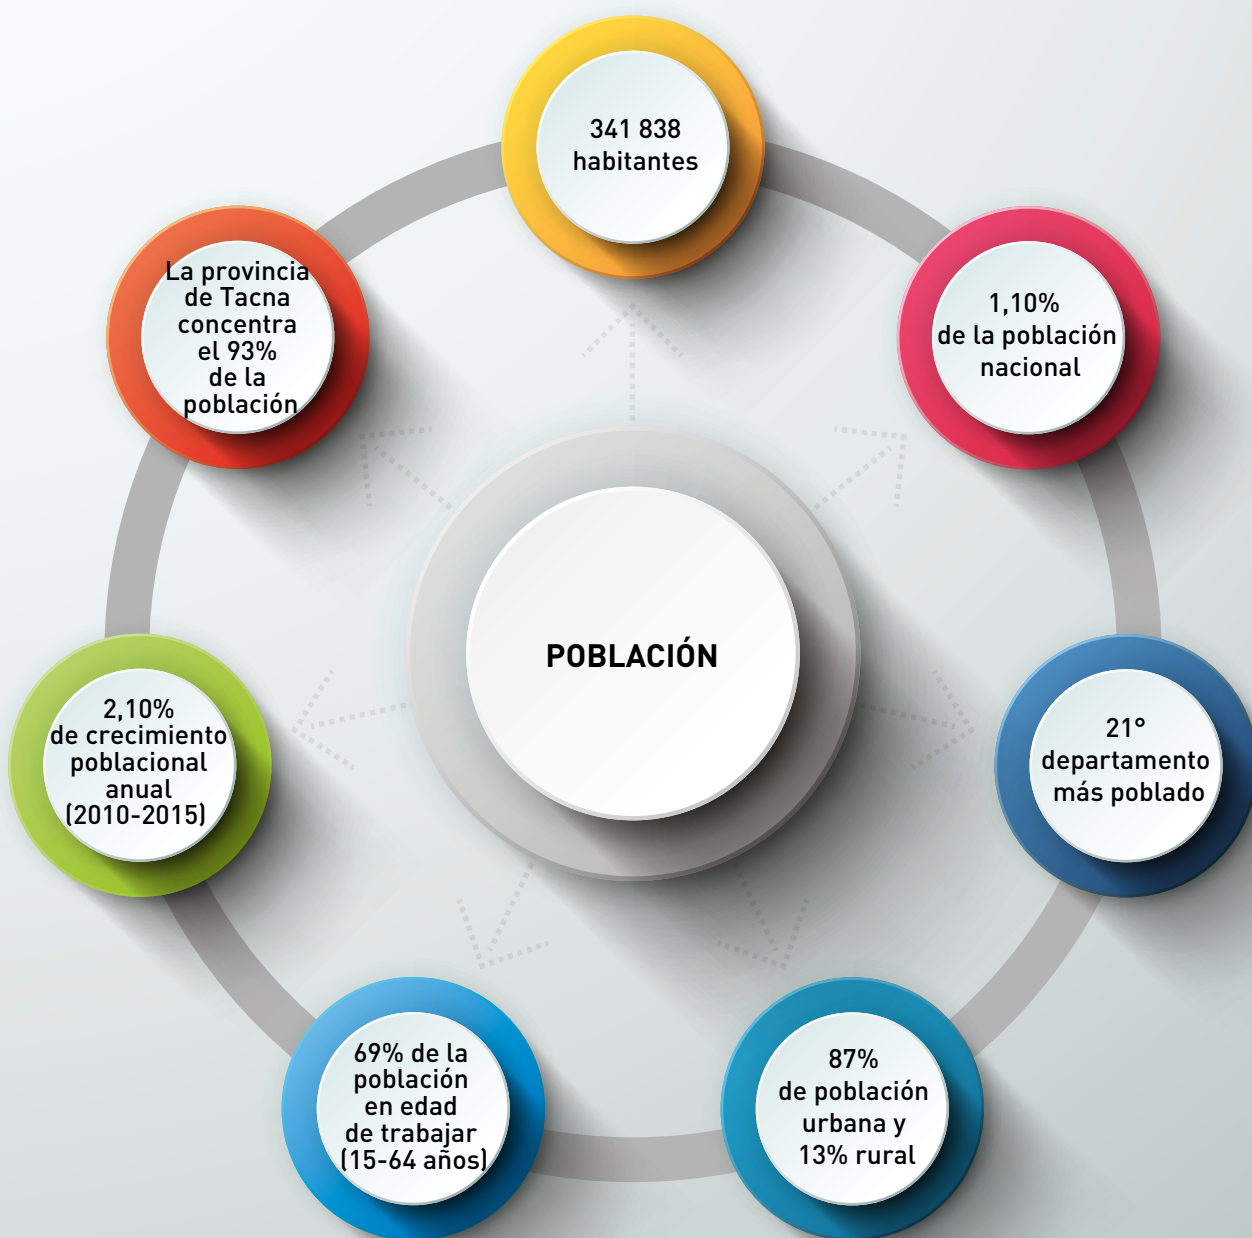 341 838
habitantes
1,10%
de la población
nacional
21°
departamento
más poblado
87%
de población
urbana y
13% rural
69% de la
población
en edad
de trabajar
(15-64 años)
2,10%
de crecimiento
poblacional
anual
(2010-2015)
La provincia
de Tacna
concentra
el 93%
de la
población
POBLACIÓN